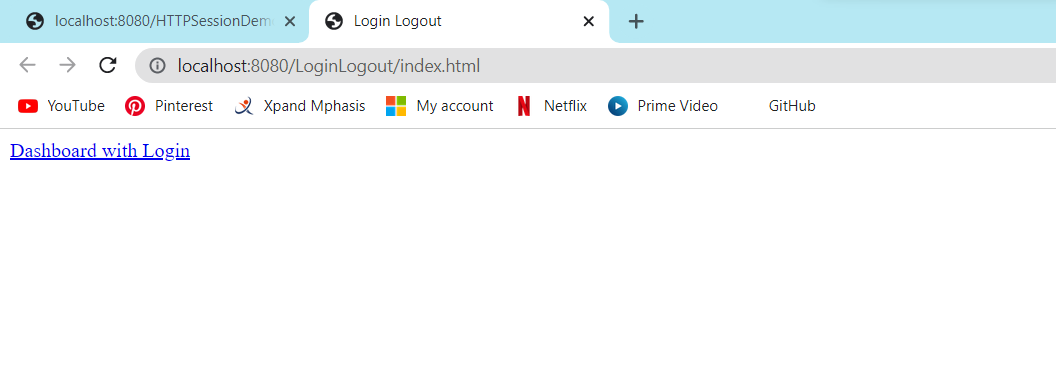 localhost:8080/HTTPSessionDem
Login Logout
localhost:8080/LoginLogout/index.html
YouTube Pinterest Xpand Mphasis My account Netflix Prime Video GitHub
Dashboard with Login